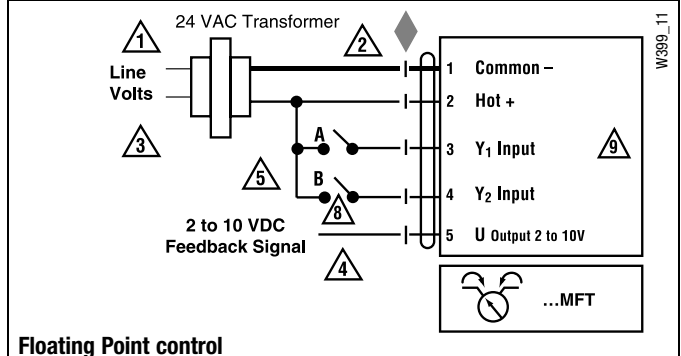 24 VAC Transformer
1
2
W399_11
Line
Volts
1 Common –
2 Hot +
3
A
3 Y₁ Input
9
5
B
4 Y₂ Input
8
2 to 10 VDC
Feedback Signal
5 U Output 2 to 10V
4
...MFT
Floating Point control